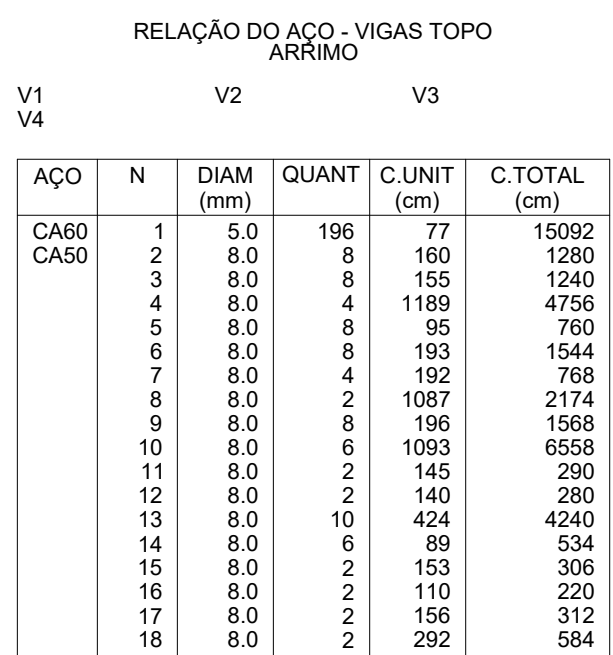 RELAÇÃO DO AÇO - VIGAS TOPO
ARRIMO
V1 V2 V3
V4
AÇO N DIAM QUANT C.UNIT C.TOTAL
(mm) (cm) (cm)
CA60 1 5.0 196 77 15092
CA50 2 8.0 8 160 1280
3 8.0 8 155 1240
4 8.0 4 1189 4756
5 8.0 8 95 760
6 8.0 8 193 1544
7 8.0 4 192 768
8 8.0 2 1087 2174
9 8.0 8 196 1568
10 8.0 6 1093 6558
11 8.0 2 145 290
12 8.0 2 140 280
13 8.0 10 424 4240
14 8.0 6 89 534
15 8.0 2 153 306
16 8.0 2 110 220
17 8.0 2 156 312
18 8.0 2 292 584